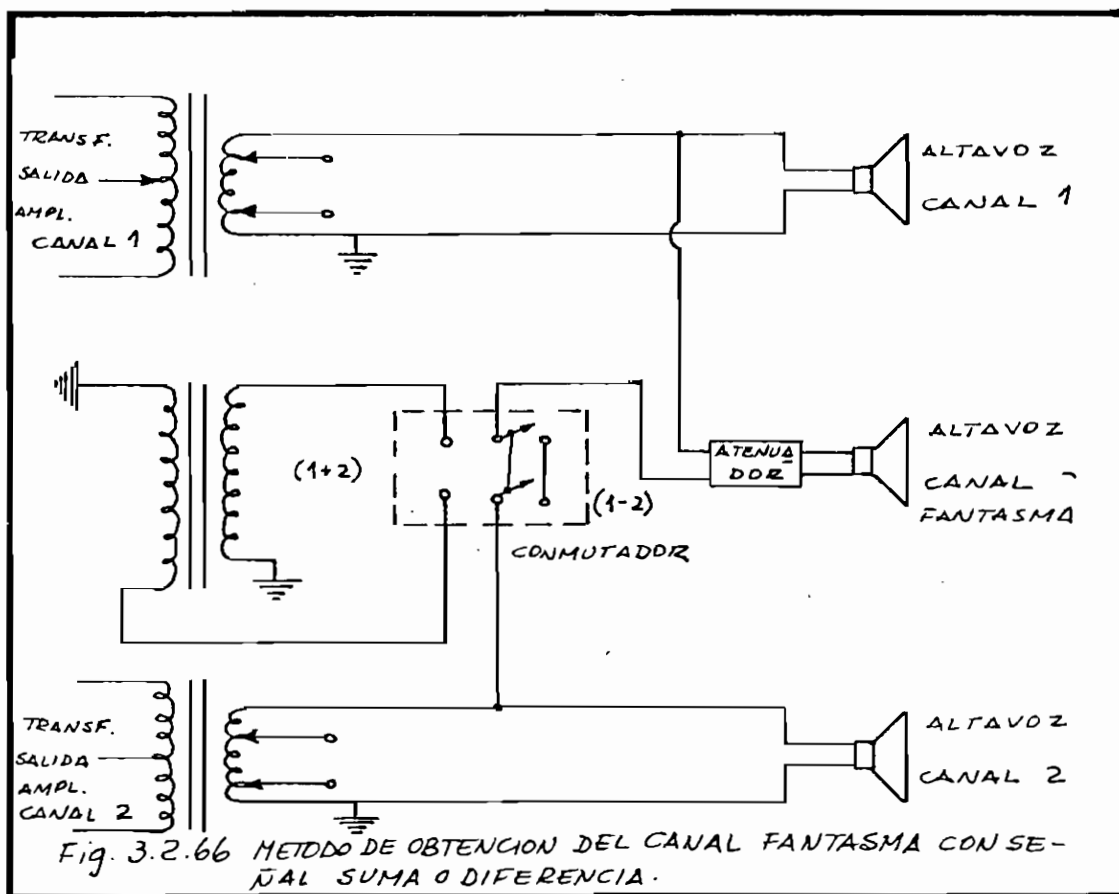 TRANSF.
SALIDA
AMPL.
CANAL 1
ALTAVOZ
CANAL 1
(1+2)
(1-2)
CONMUTADOR
ATENUA
DOR
ALTAVOZ
CANAL
FANTASMA
TRANSF.
SALIDA
AMPL.
CANAL 2
ALTAVOZ
CANAL 2
Fig. 3.2.66 METODO DE OBTENCION DEL CANAL FANTASMA CON SE-
ÑAL SUMA O DIFERENCIA.